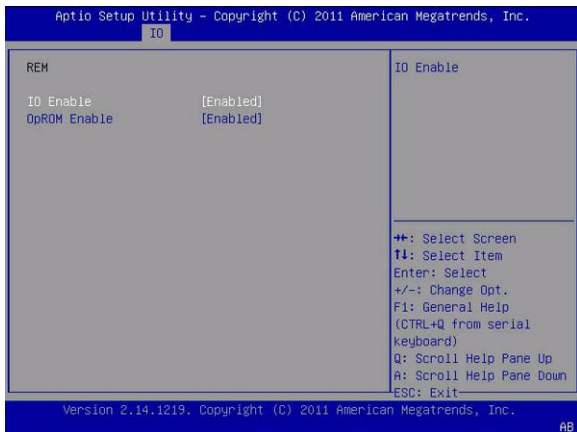 Aptio Setup Utility – Copyright (C) 2011 American Megatrends, Inc.
IO
REM
IO Enable [Enabled]
OpROM Enable [Enabled]
IO Enable
→←: Select Screen
↑↓: Select Item
Enter: Select
+/-: Change Opt.
F1: General Help
(CTRL+Q from serial
keyboard)
Q: Scroll Help Pane Up
A: Scroll Help Pane Down
ESC: Exit
Version 2.14.1219. Copyright (C) 2011 American Megatrends, Inc.
AB